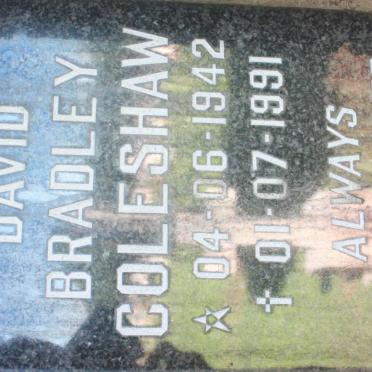 DAVID
BRADLEY
COLESHAW
★ 04-06-1942
✝ 01-07-1991
ALWAYS